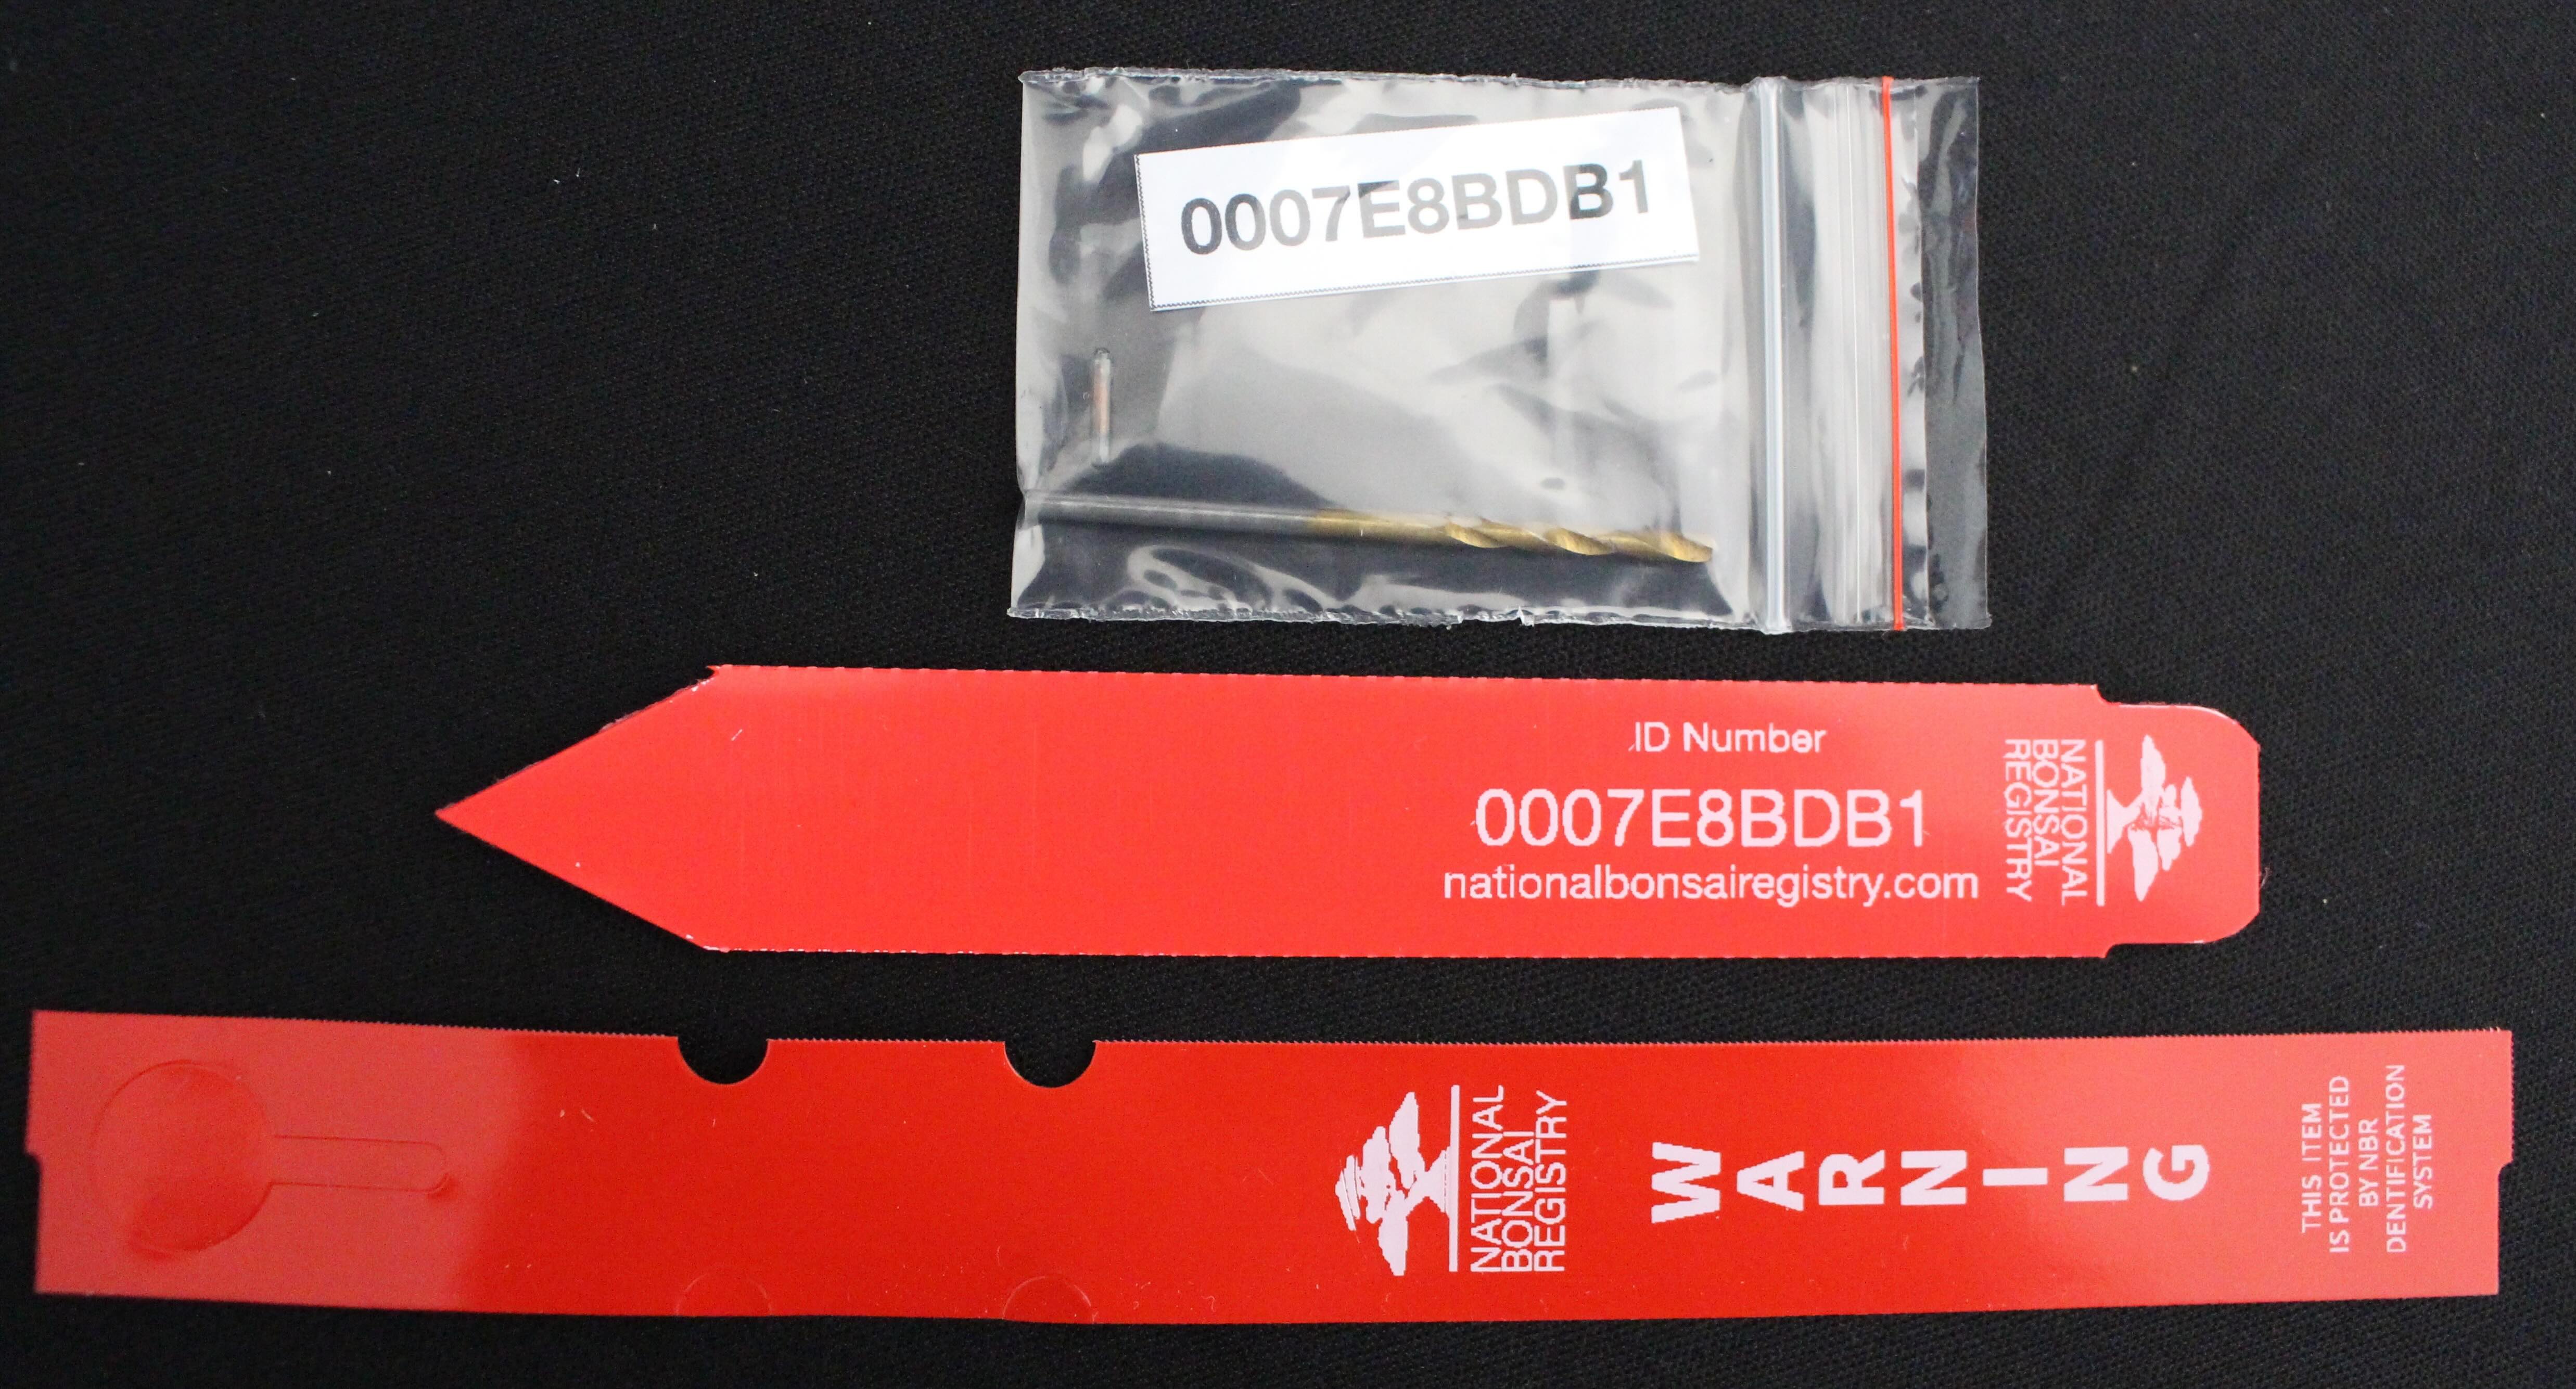 0007E8BDB1
ID Number
0007E8BDB1
nationalbonsairegistry.com
NATIONAL
BONSAI
REGISTRY
NATIONAL
BONSAI
REGISTRY
WARNING
THIS ITEM
IS PROTECTED
BY NBR
DENTIFICATION
SYSTEM